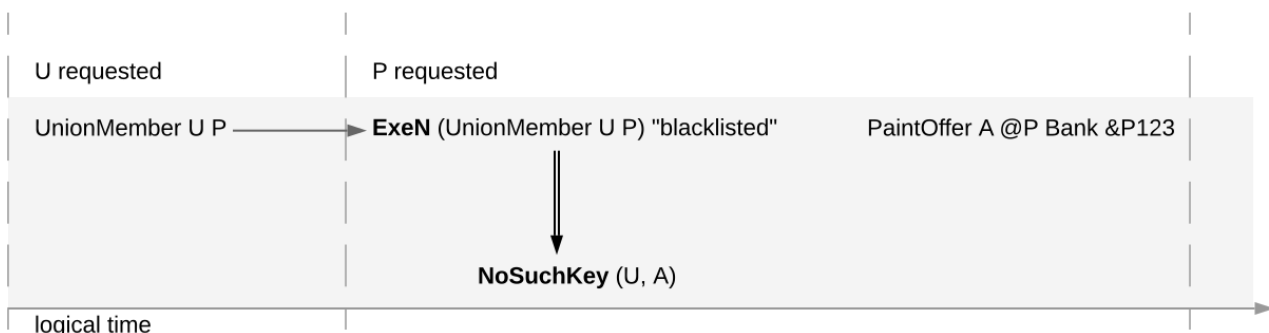 U requested P requested
UnionMember U P ExeN (UnionMember U P) "blacklisted" PaintOffer A @P Bank &P123
NoSuchKey (U, A)
logical time